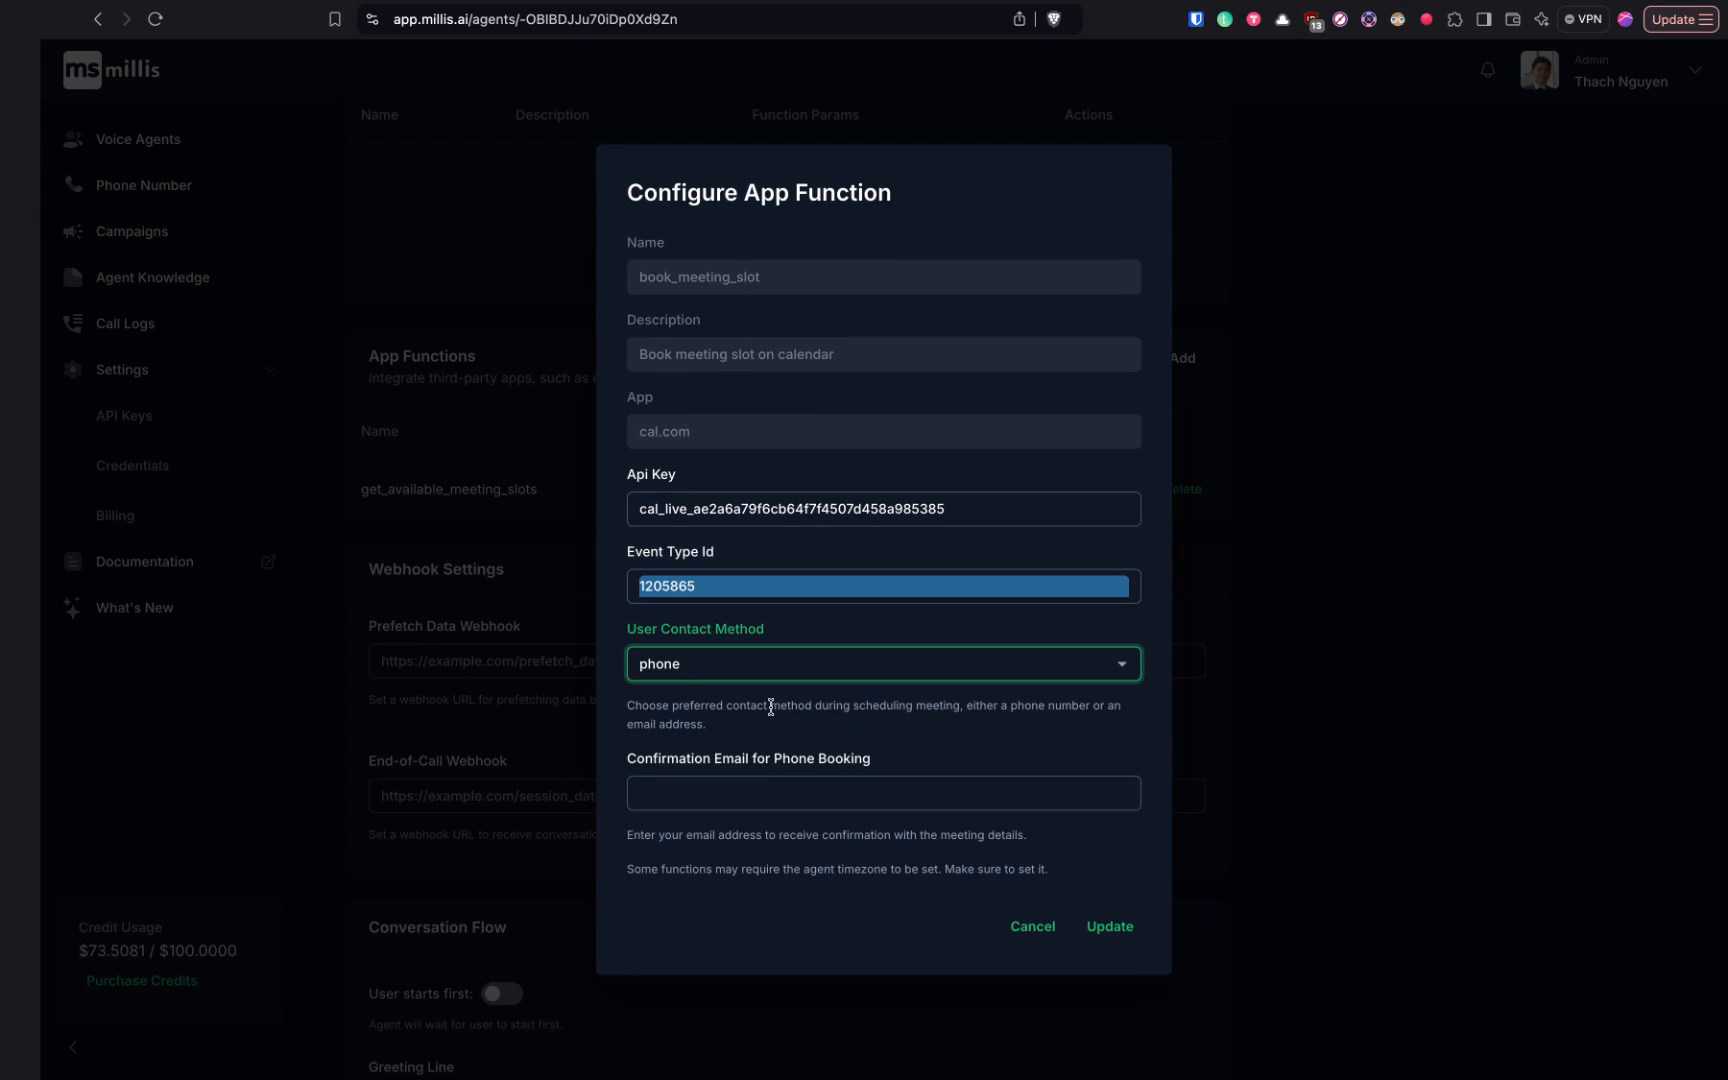 app.millis.ai/agents/-OBIBDJJu70iDp0Xd9Zn
13
VPN
Update
ms millis
Admin
Thach Nguyen
Voice Agents
Phone Number
Campaigns
Agent Knowledge
Call Logs
Settings
API Keys
Credentials
Billing
Documentation
What's New
Credit Usage
$73.5081 / $100.0000
Purchase Credits
Name
Description
Function Params
Actions
App Functions
Integrate third-party apps, such as
Add
Name
get_available_meeting_slots
elete
Webhook Settings
Prefetch Data Webhook
https://example.com/prefetch_da
Set a webhook URL for prefetching data b
End-of-Call Webhook
https://example.com/session_dat
Set a webhook URL to receive conversatio
Conversation Flow
User starts first:
Agent will wait for user to start first.
Greeting Line
Configure App Function
Name
book_meeting_slot
Description
Book meeting slot on calendar
App
cal.com
Api Key
cal_live_ae2a6a79f6cb64f7f4507d458a985385
Event Type Id
1205865
User Contact Method
phone
Choose preferred contact method during scheduling meeting, either a phone number or an
email address.
Confirmation Email for Phone Booking
Enter your email address to receive confirmation with the meeting details.
Some functions may require the agent timezone to be set. Make sure to set it.
Cancel
Update